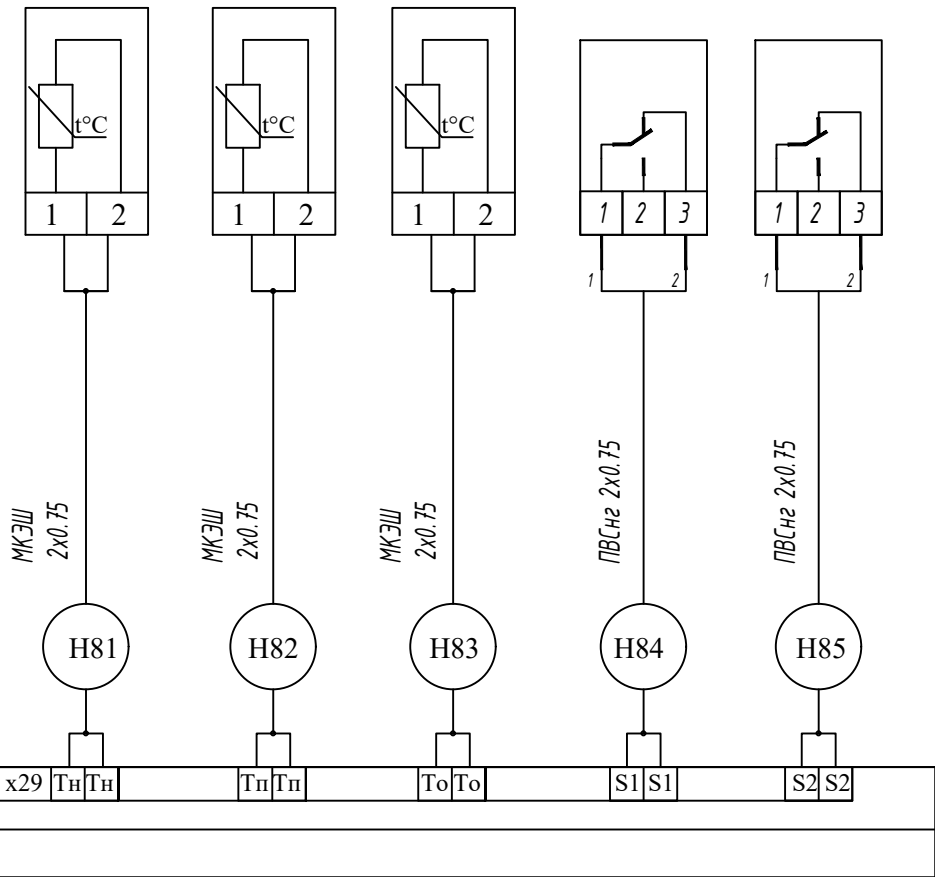 t°C t°C t°C
1 2 1 2 1 2 1 2 3 1 2 3
1 2 1 2
МКЭШ
2х0.75
МКЭШ
2х0.75
МКЭШ
2х0.75
ПВСнг 2х0.75
ПВСнг 2х0.75
Н81 Н82 Н83 Н84 Н85
х29 Тн Тн Тп Тп То То S1 S1 S2 S2